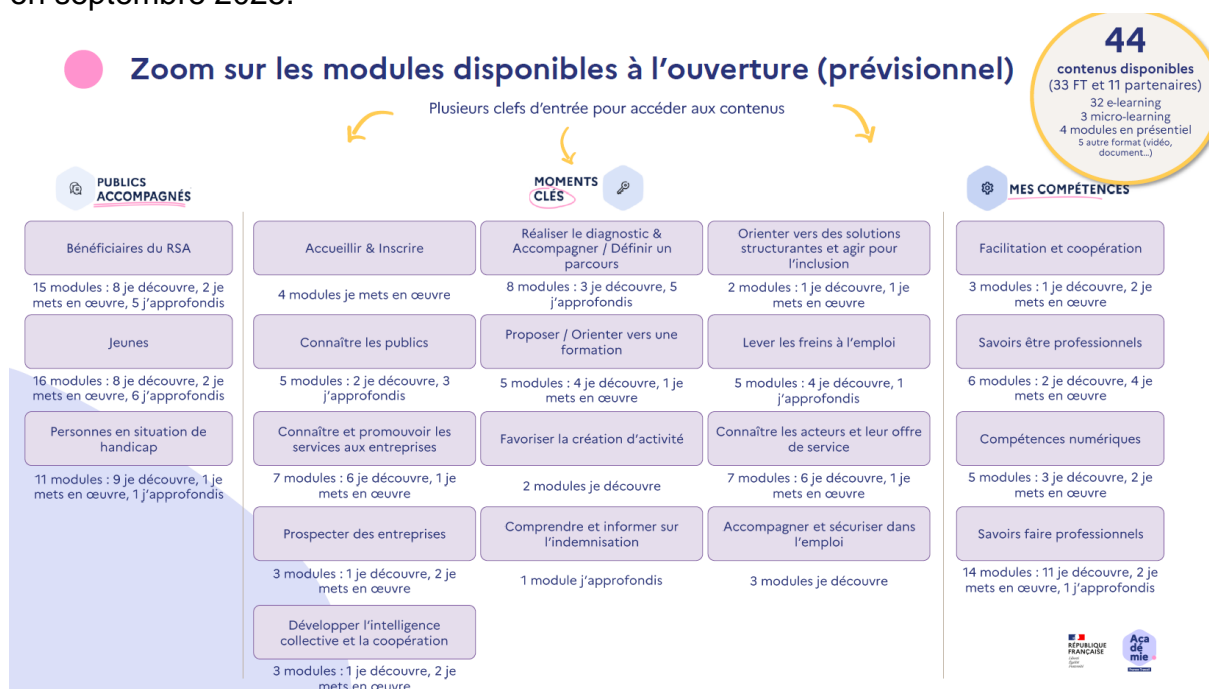 en septembre 2025.
Zoom sur les modules disponibles à l'ouverture (prévisionnel)
44
contenus disponibles
(33 FT et 11 partenaires)
32 e-learning
3 micro-learning
4 modules en présentiel
5 autre format (vidéo,
document...)
Plusieurs clefs d'entrée pour accéder aux contenus
PUBLICS
ACCOMPAGNÉS
Bénéficiaires du RSA
15 modules : 8 je découvre, 2 je
mets en œuvre, 5 j'approfondis
Jeunes
16 modules : 8 je découvre, 2 je
mets en œuvre, 6 j'approfondis
Personnes en situation de
handicap
11 modules : 9 je découvre, 1 je
mets en œuvre, 1 j'approfondis
MOMENTS
CLÉS
Accueillir & Inscrire
4 modules je mets en œuvre
Connaître les publics
5 modules : 2 je découvre, 3
j'approfondis
Connaître et promouvoir les
services aux entreprises
7 modules : 6 je découvre, 1 je
mets en œuvre
Prospecter des entreprises
3 modules : 1 je découvre, 2 je
mets en œuvre
Développer l'intelligence
collective et la coopération
3 modules : 1 je découvre, 2 je
mets en œuvre
Réaliser le diagnostic &
Accompagner / Définir un
parcours
8 modules : 3 je découvre, 5
j'approfondis
Proposer / Orienter vers une
formation
5 modules : 4 je découvre, 1 je
mets en œuvre
Favoriser la création d'activité
2 modules je découvre
Comprendre et informer sur
l'indemnisation
1 module j'approfondis
Orienter vers des solutions
structurantes et agir pour
l'inclusion
2 modules : 1 je découvre, 1 je
mets en œuvre
Lever les freins à l'emploi
5 modules : 4 je découvre, 1
j'approfondis
Connaître les acteurs et leur offre
de service
7 modules : 6 je découvre, 1 je
mets en œuvre
Accompagner et sécuriser dans
l'emploi
3 modules je découvre
MES COMPÉTENCES
Facilitation et coopération
3 modules : 1 je découvre, 2 je
mets en œuvre
Savoirs être professionnels
6 modules : 2 je découvre, 4 je
mets en œuvre
Compétences numériques
5 modules : 3 je découvre, 2 je
mets en œuvre
Savoirs faire professionnels
14 modules : 11 je découvre, 2 je
mets en œuvre, 1 j'approfondis
RÉPUBLIQUE
FRANÇAISE
Liberté
Égalité
Fraternité
Aca
dé
mie